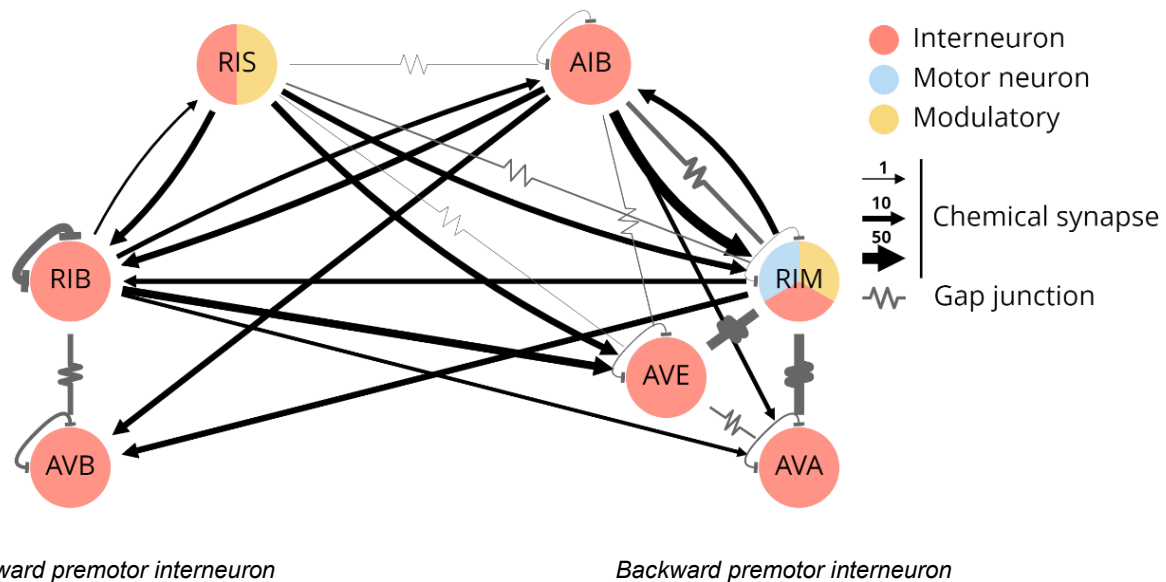 RIS
AIB
RIB
RIM
AVE
AVB
AVA
Interneuron
Motor neuron
Modulatory
1
10
50
Chemical synapse
Gap junction
ward premotor interneuron
Backward premotor interneuron